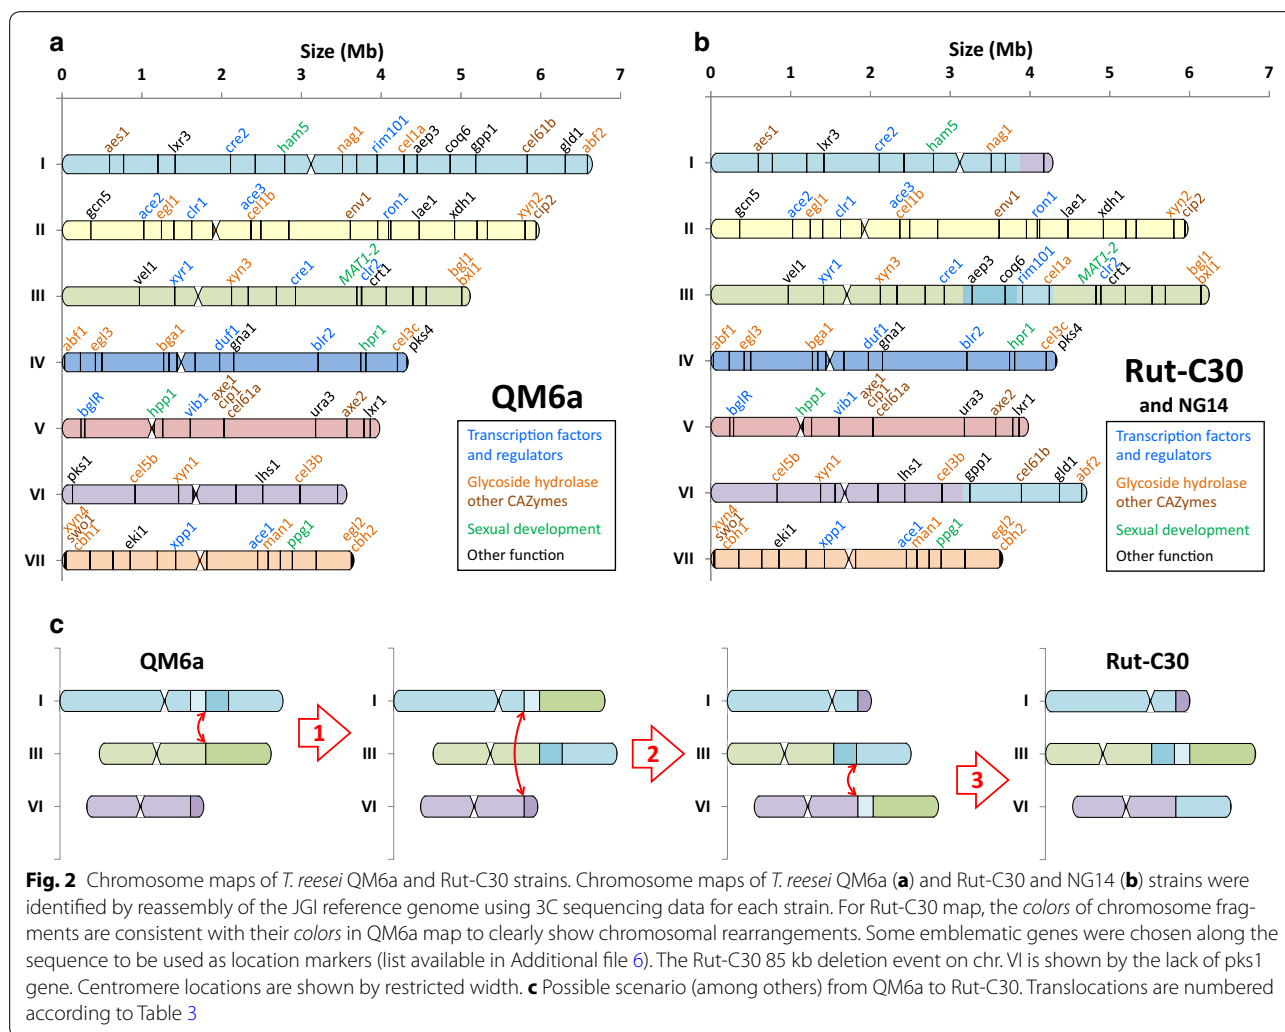 a
Size (Mb)
0 1 2 3 4 5 6 7
aes1 lxr3 cre2 ham5 nag1 rim101 cel1a aep3 coq6 gpp1 cel61b gld1 abf2
I
gcn5 ace2 egl1 clr1 ace3 cel1b env1 ron1 lae1 xdh1 xyn2 cip2
II
vel1 xyr1 xyn3 cre1 MAT1-2 clr2 crt1 bgl1 bxl1
III
abf1 egl3 bga1 duf1 gna1 blr2 hpr1 cel3c pks4
IV
bglR hpp1 vib1 axe1 cip1 cel61a ura3 axe2 lxr1
V
pks1 cel5b xyn1 lhs1 cel3b
VI
xyn4 swo1 cbh1 eki1 xpp1 ace1 man1 ppg1 egl2 cbh2
VII
QM6a
Transcription factors
and regulators
Glycoside hydrolase
other CAZymes
Sexual development
Other function
b
Size (Mb)
0 1 2 3 4 5 6 7
aes1 lxr3 cre2 ham5 nag1
I
gcn5 ace2 egl1 clr1 ace3 cel1b env1 ron1 lae1 xdh1 xyn2 cip2
II
vel1 xyr1 xyn3 cre1 aep3 coq6 rim101 cel1a MAT1-2 clr2 crt1 bgl1 bxl1
III
abf1 egl3 bga1 duf1 gna1 blr2 hpr1 cel3c pks4
IV
bglR hpp1 vib1 axe1 cip1 cel61a ura3 axe2 lxr1
V
cel5b xyn1 lhs1 cel3b gpp1 cel61b gld1 abf2
VI
xyn4 swo1 cbh1 eki1 xpp1 ace1 man1 ppg1 egl2 cbh2
VII
Rut-C30
and NG14
Transcription factors
and regulators
Glycoside hydrolase
other CAZymes
Sexual development
Other function
c
QM6a
I
III
VI
1
I
III
VI
2
I
III
VI
3
Rut-C30
I
III
VI
Fig. 2 Chromosome maps of T. reesei QM6a and Rut-C30 strains. Chromosome maps of T. reesei QM6a (a) and Rut-C30 and NG14 (b) strains were
identified by reassembly of the JGI reference genome using 3C sequencing data for each strain. For Rut-C30 map, the colors of chromosome frag-
ments are consistent with their colors in QM6a map to clearly show chromosomal rearrangements. Some emblematic genes were chosen along the
sequence to be used as location markers (list available in Additional file 6). The Rut-C30 85 kb deletion event on chr. VI is shown by the lack of pks1
gene. Centromere locations are shown by restricted width. c Possible scenario (among others) from QM6a to Rut-C30. Translocations are numbered
according to Table 3